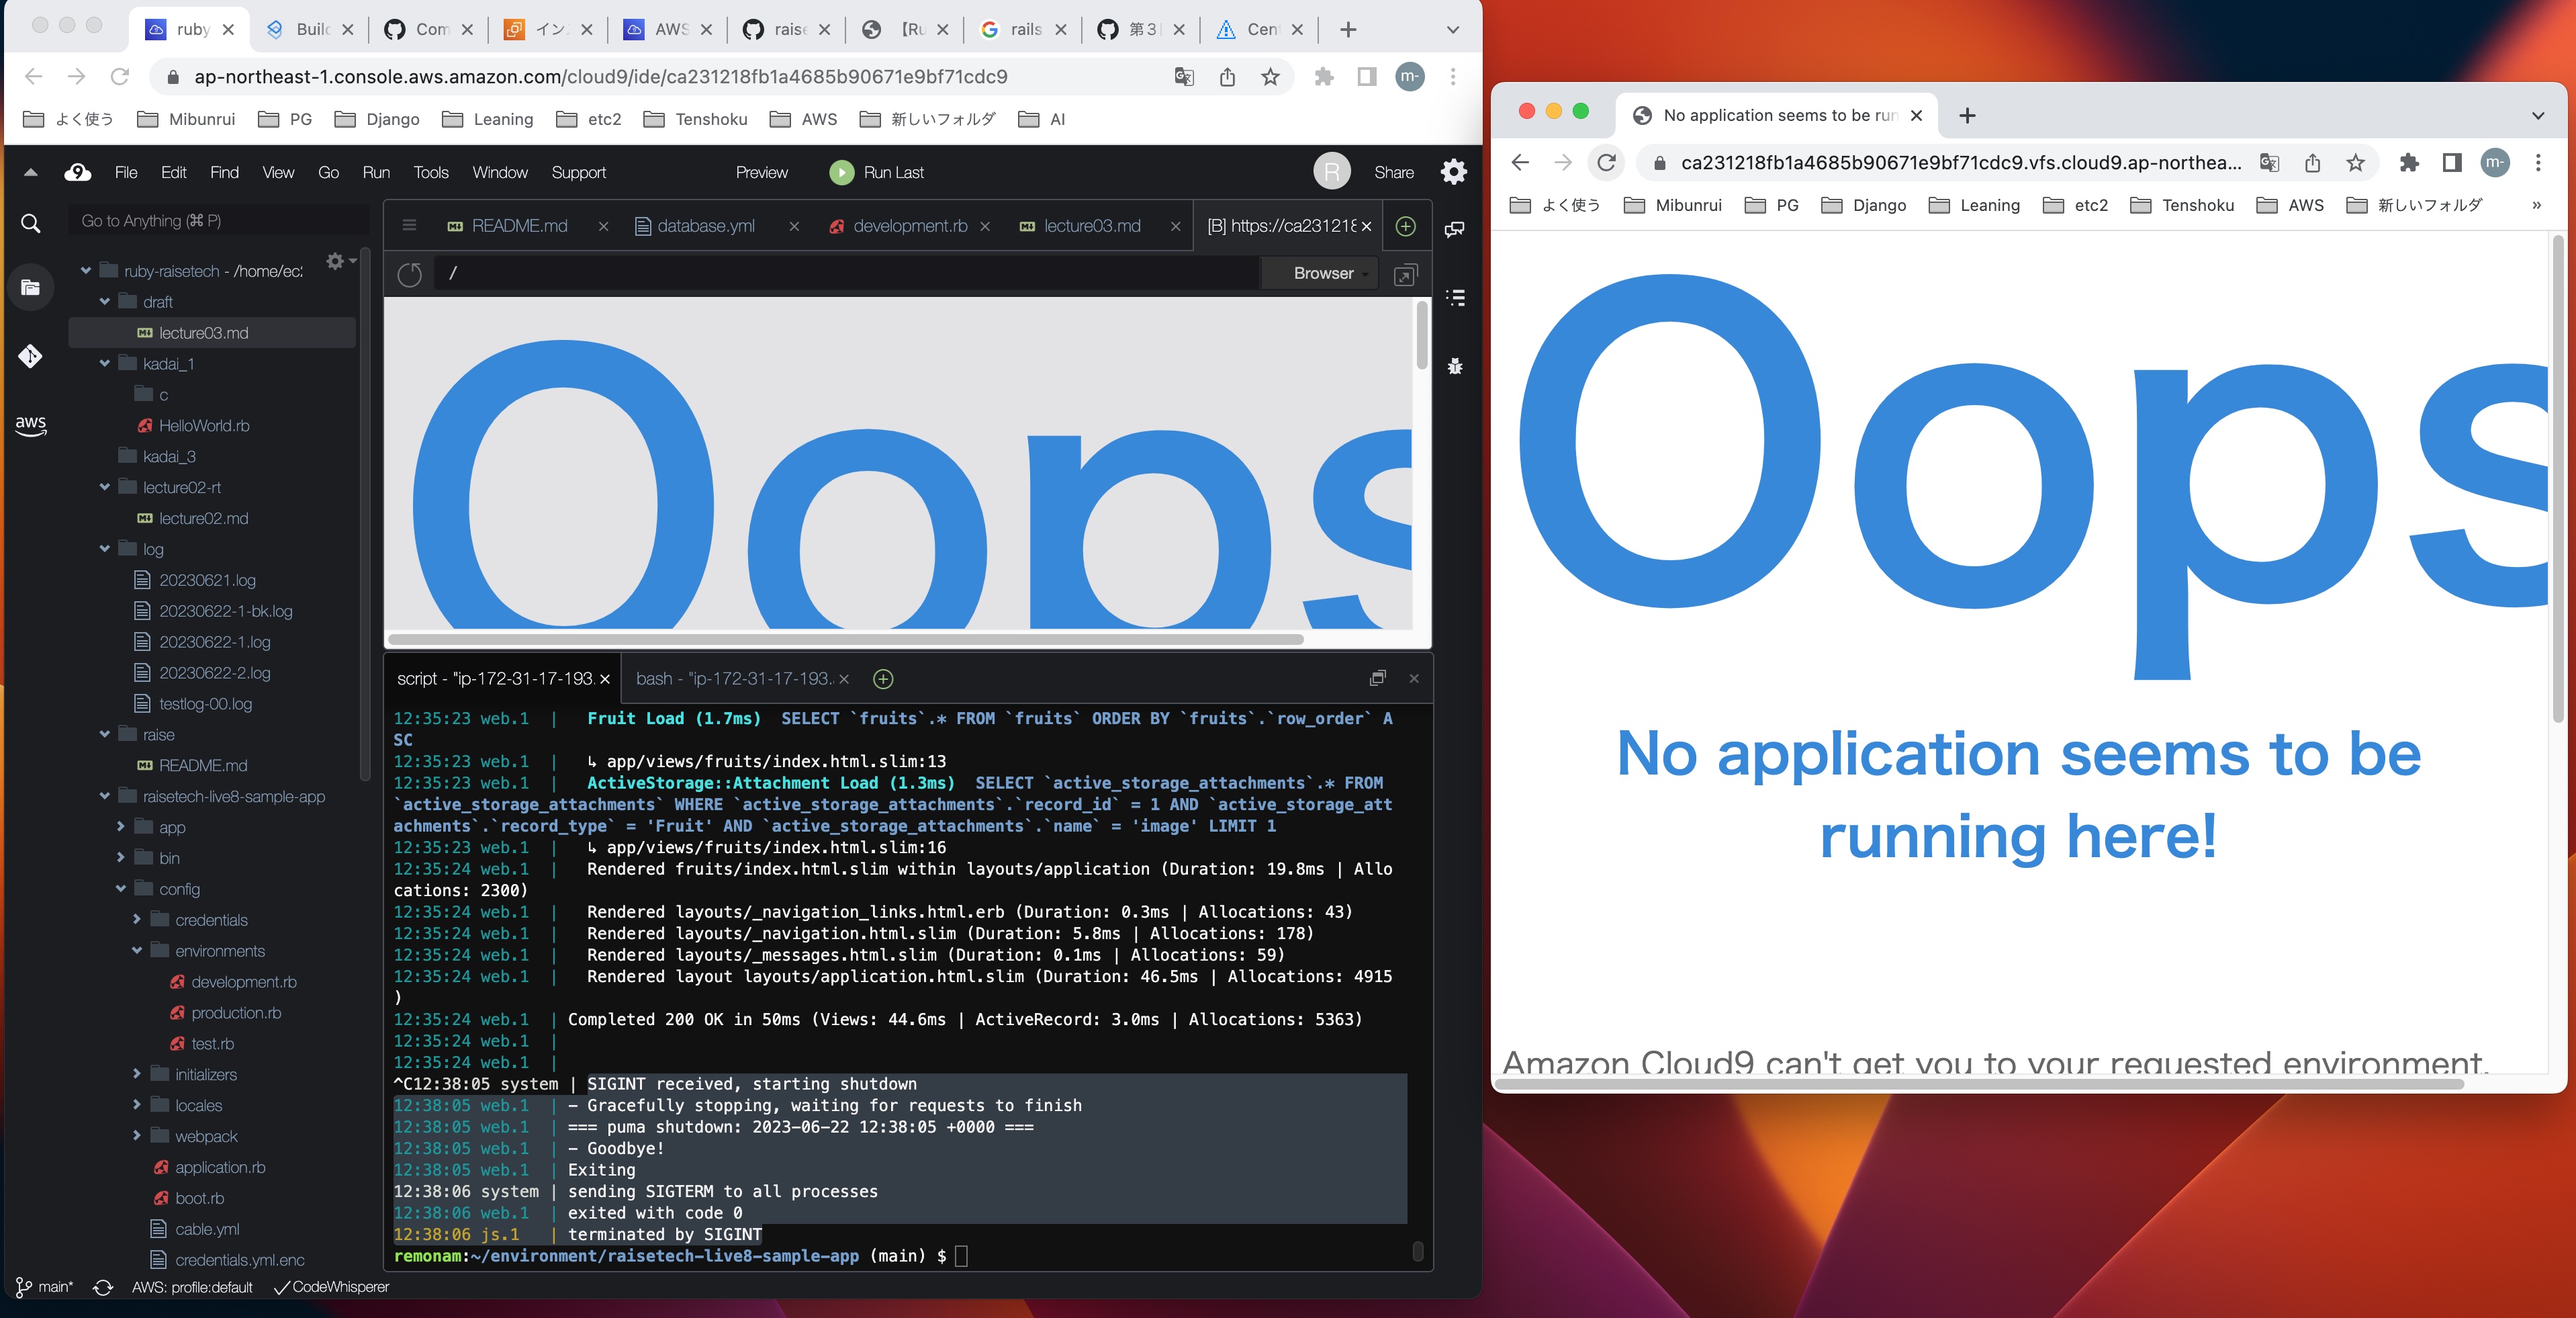 ruby
Build
Com
イン
AWS
raise
【Ru
rails
第3
Cent
ap-northeast-1.console.aws.amazon.com/cloud9/ide/ca231218fb1a4685b90671e9bf71cdc9
m-
よく使う Mibunrui PG Django Leaning etc2 Tenshoku AWS 新しいフォルダ AI
9 File Edit Find View Go Run Tools Window Support Preview Run Last R Share
Go to Anything (⌘ P)
README.md database.yml development.rb lecture03.md [B] https://ca231218
/ Browser
ruby-raisetech - /home/ec2
draft
lecture03.md
kadai_1
c
HelloWorld.rb
kadai_3
lecture02-rt
lecture02.md
log
20230621.log
20230622-1-bk.log
20230622-1.log
20230622-2.log
testlog-00.log
raise
README.md
raisetech-live8-sample-app
app
bin
config
credentials
environments
development.rb
production.rb
test.rb
initializers
locales
webpack
application.rb
boot.rb
cable.yml
credentials.yml.enc
aws
Oops
script - "ip-172-31-17-193. bash - "ip-172-31-17-193.
12:35:23 web.1 | Fruit Load (1.7ms) SELECT `fruits`.* FROM `fruits` ORDER BY `fruits`.`row_order` A
SC
12:35:23 web.1 | ↳ app/views/fruits/index.html.slim:13
12:35:23 web.1 | ActiveStorage::Attachment Load (1.3ms) SELECT `active_storage_attachments`.* FROM
`active_storage_attachments` WHERE `active_storage_attachments`.`record_id` = 1 AND `active_storage_att
achments`.`record_type` = 'Fruit' AND `active_storage_attachments`.`name` = 'image' LIMIT 1
12:35:23 web.1 | ↳ app/views/fruits/index.html.slim:16
12:35:24 web.1 | Rendered fruits/index.html.slim within layouts/application (Duration: 19.8ms | Allo
cations: 2300)
12:35:24 web.1 | Rendered layouts/_navigation_links.html.erb (Duration: 0.3ms | Allocations: 43)
12:35:24 web.1 | Rendered layouts/_navigation.html.slim (Duration: 5.8ms | Allocations: 178)
12:35:24 web.1 | Rendered layouts/_messages.html.slim (Duration: 0.1ms | Allocations: 59)
12:35:24 web.1 | Rendered layout layouts/application.html.slim (Duration: 46.5ms | Allocations: 4915
)
12:35:24 web.1 | Completed 200 OK in 50ms (Views: 44.6ms | ActiveRecord: 3.0ms | Allocations: 5363)
12:35:24 web.1 |
12:35:24 web.1 |
^C12:38:05 system | SIGINT received, starting shutdown
12:38:05 web.1 | - Gracefully stopping, waiting for requests to finish
12:38:05 web.1 | === puma shutdown: 2023-06-22 12:38:05 +0000 ===
12:38:05 web.1 | - Goodbye!
12:38:05 web.1 | Exiting
12:38:06 system | sending SIGTERM to all processes
12:38:06 web.1 | exited with code 0
12:38:06 js.1 | terminated by SIGINT
remonam:~/environment/raisetech-live8-sample-app (main) $
main* AWS: profile:default CodeWhisperer
No application seems to be run
ca231218fb1a4685b90671e9bf71cdc9.vfs.cloud9.ap-northea...
m-
よく使う Mibunrui PG Django Leaning etc2 Tenshoku AWS 新しいフォルダ »
Oops
No application seems to be
running here!
Amazon Cloud9 can't get you to your requested environment.